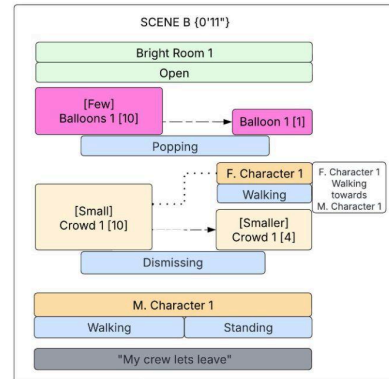 SCENE B {0'11"}
Bright Room 1
Open
[Few]
Balloons 1 [10]
Balloon 1 [1]
Popping
F. Character 1
Walking
F. Character 1
Walking
towards
M. Character 1
[Small]
Crowd 1 [10]
[Smaller]
Crowd 1 [4]
Dismissing
M. Character 1
Walking
Standing
"My crew lets leave"